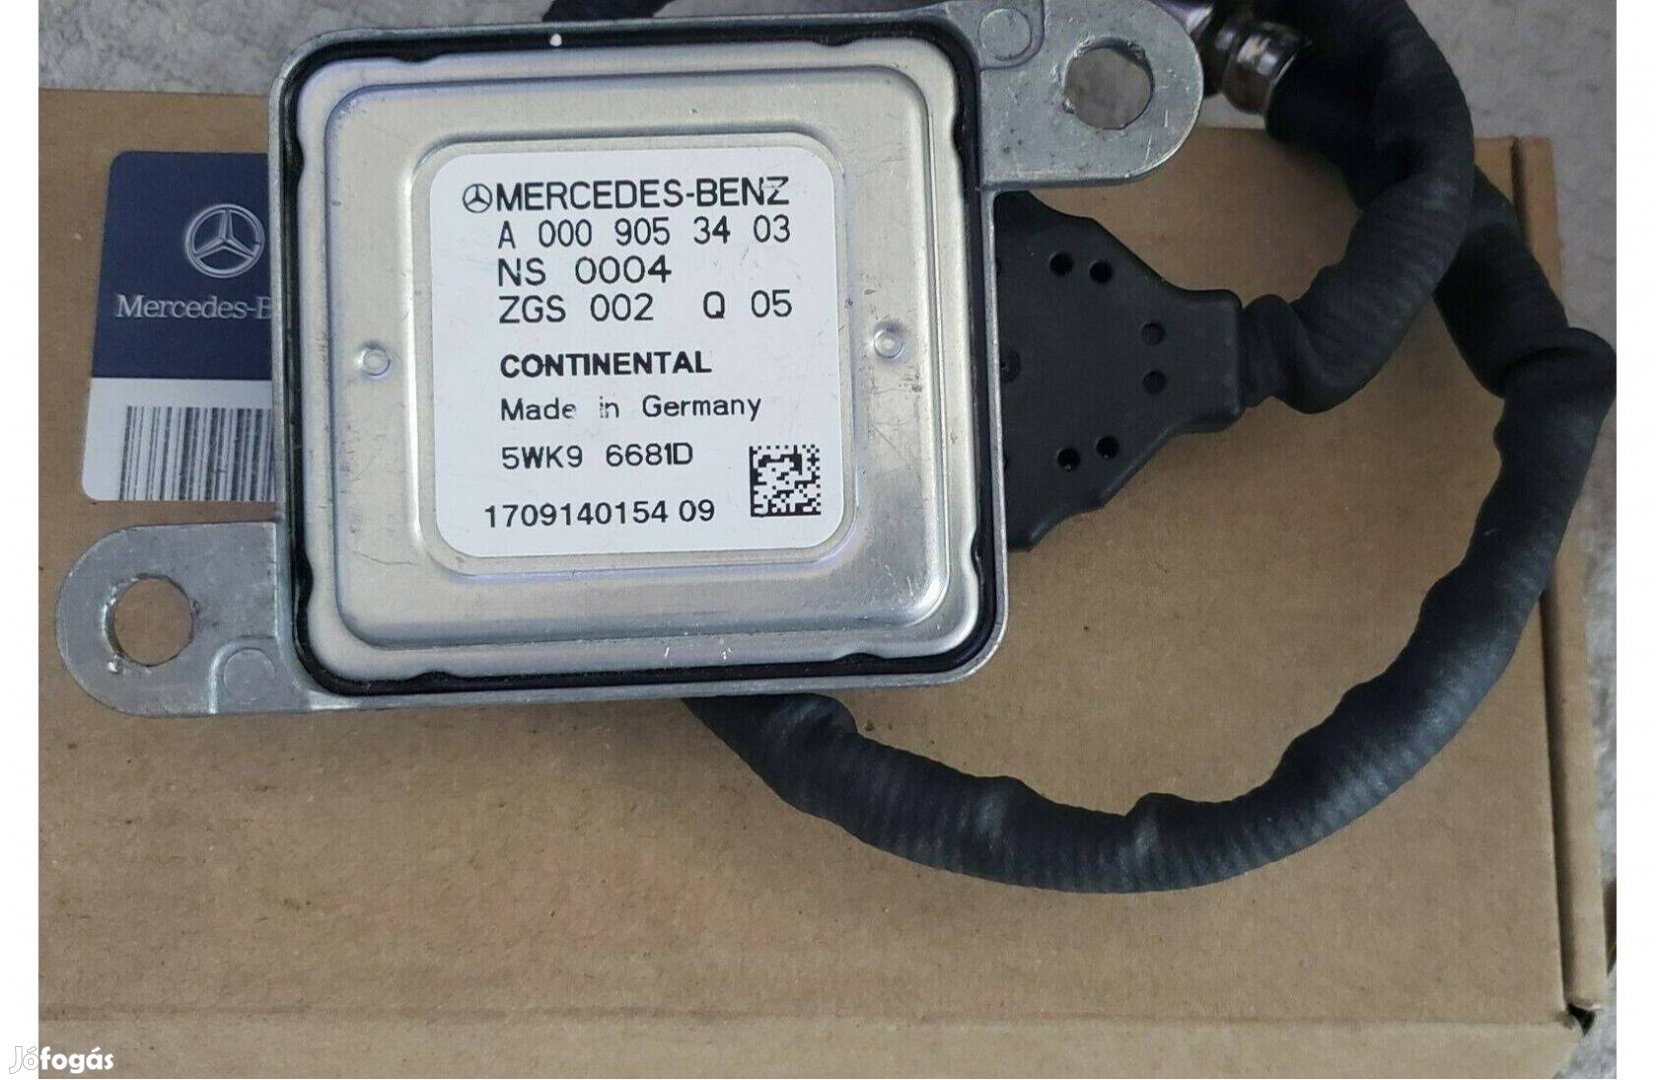 MERCEDES-BENZ
A 000 905 34 03
NS 0004
ZGS 002 Q 05
CONTINENTAL
Made in Germany
5WK9 6681D
1709140154 09
Mercedes-B
Jófogás